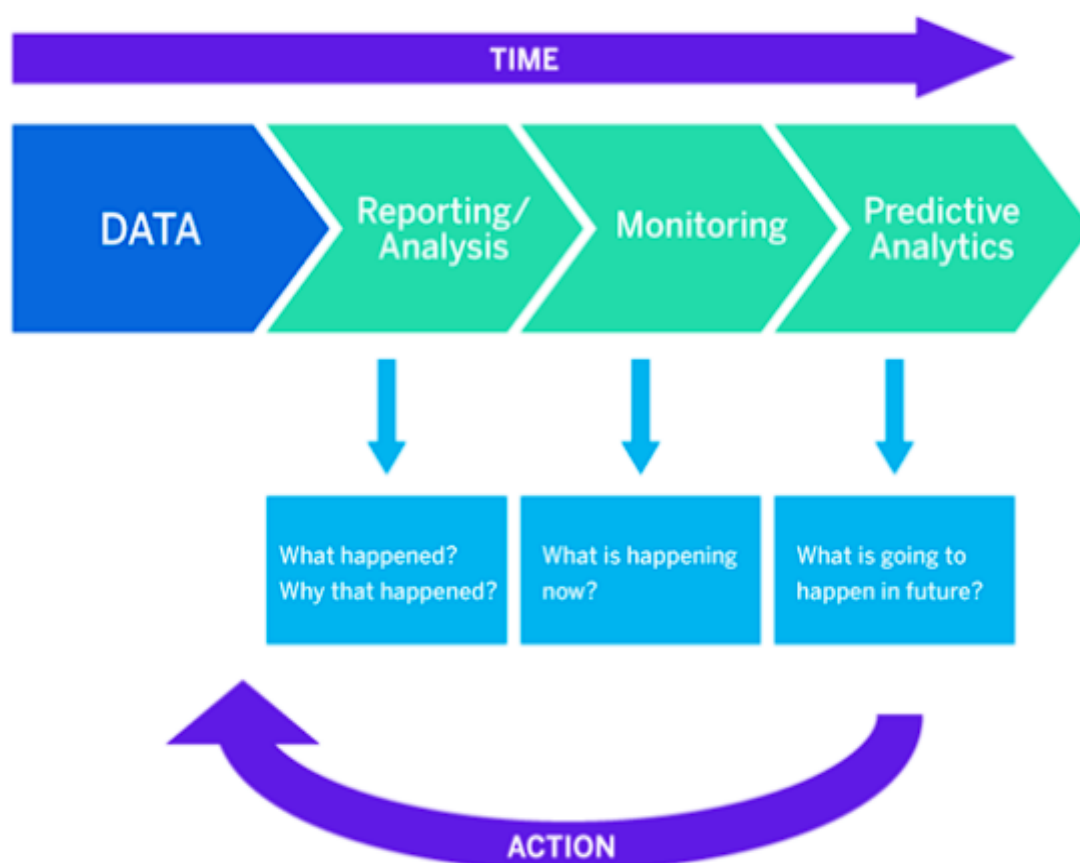 TIME
DATA
Reporting/
Analysis
Monitoring
Predictive
Analytics
What happened?
Why that happened?
What is happening
now?
What is going to
happen in future?
ACTION